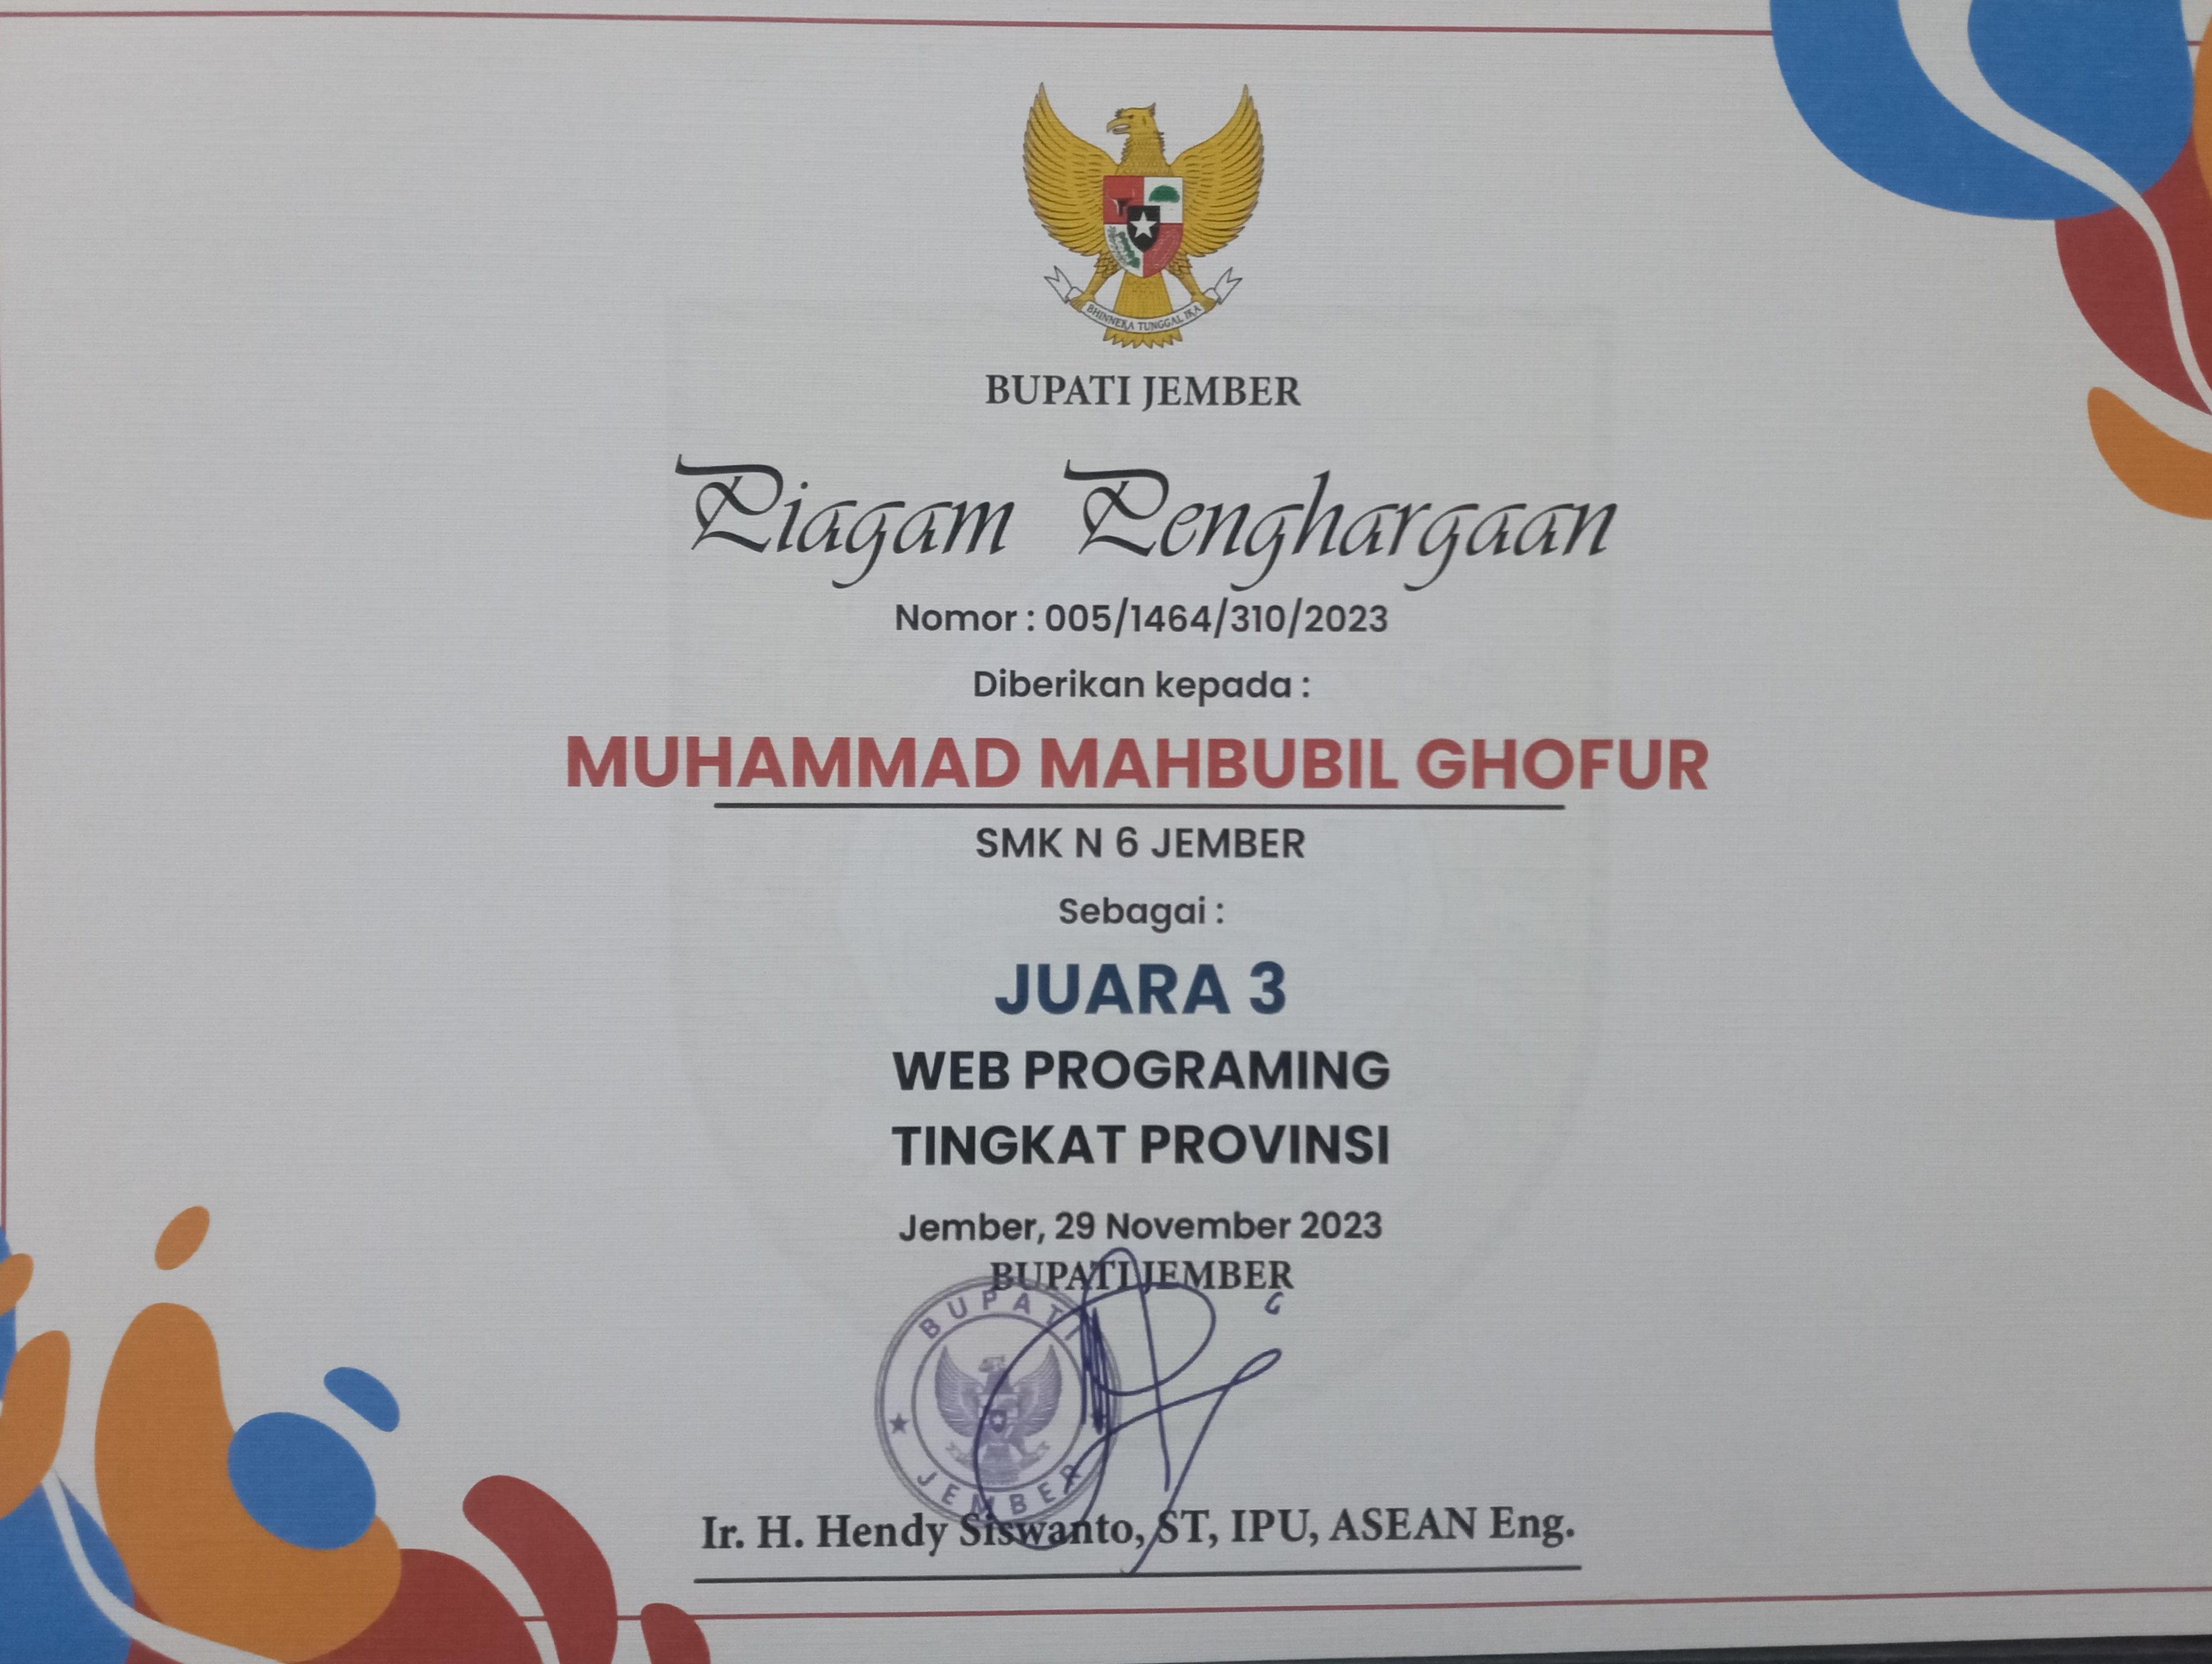 BHINNEKA TUNGGAL IKA
BUPATI JEMBER
Piagam Penghargaan
Nomor : 005/1464/310/2023
Diberikan kepada :
MUHAMMAD MAHBUBIL GHOFUR
SMK N 6 JEMBER
Sebagai :
JUARA 3
WEB PROGRAMING
TINGKAT PROVINSI
Jember, 29 November 2023
BUPATI JEMBER
BUPATI
JEMBER
Ir. H. Hendy Siswanto, ST, IPU, ASEAN Eng.